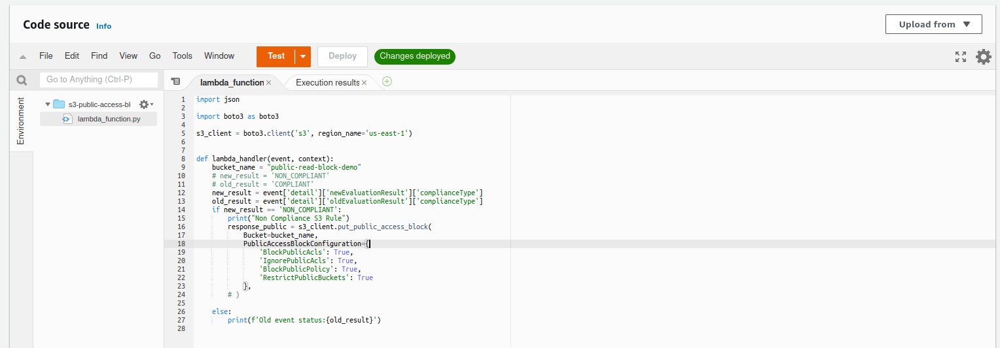 Code source Info
Upload from
File Edit Find View Go Tools Window Test Deploy Changes deployed
Go to Anything (Ctrl-P)
lambda_function × Execution results ×
Environment
s3-public-access-bl
lambda_function.py
1 import json
2
3 import boto3 as boto3
4
5 s3_client = boto3.client('s3', region_name='us-east-1')
6
7
8 def lambda_handler(event, context):
9     bucket_name = "public-read-block-demo"
10     # new_result = 'NON_COMPLIANT'
11     # old_result = 'COMPLIANT'
12     new_result = event['detail']['newEvaluationResult']['complianceType']
13     old_result = event['detail']['oldEvaluationResult']['complianceType']
14     if new_result == 'NON_COMPLIANT':
15         print("Non Compliance S3 Rule")
16         response_public = s3_client.put_public_access_block(
17             Bucket=bucket_name,
18             PublicAccessBlockConfiguration={
19                 'BlockPublicAcls': True,
20                 'IgnorePublicAcls': True,
21                 'BlockPublicPolicy': True,
22                 'RestrictPublicBuckets': True
23             },
24         # )
25
26     else:
27         print(f'Old event status:{old_result}')
28